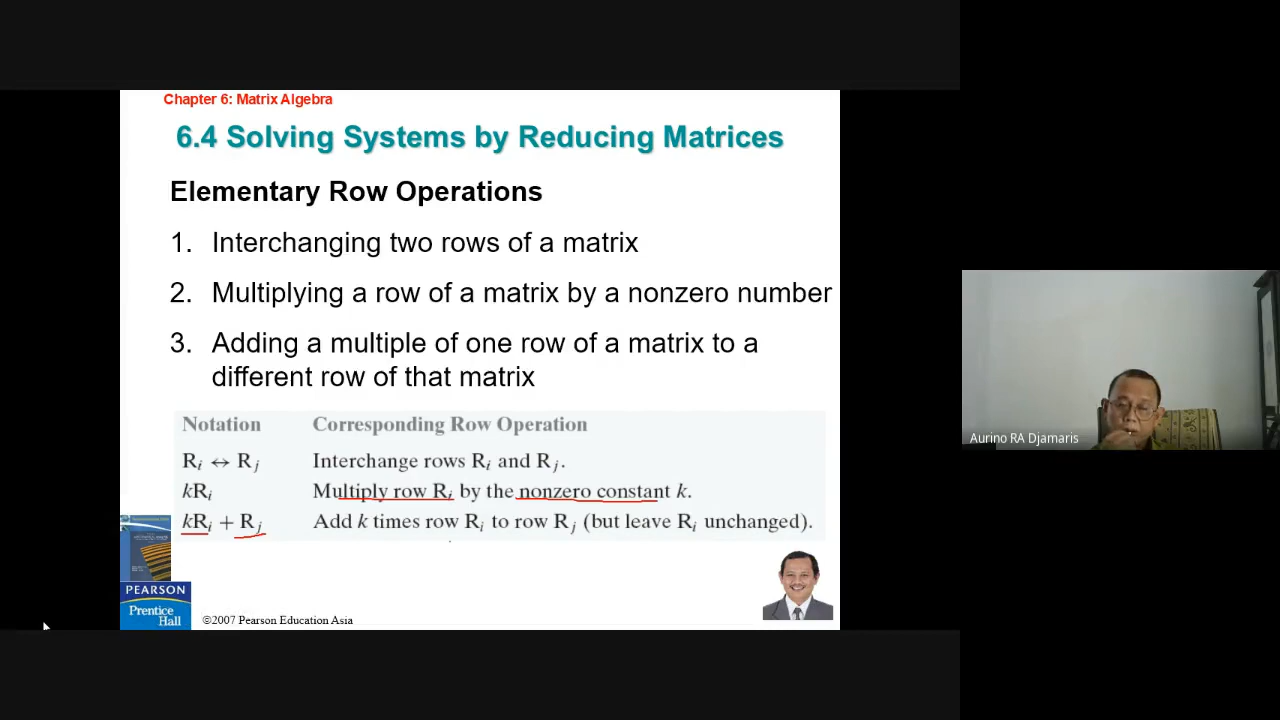 Chapter 6: Matrix Algebra
6.4 Solving Systems by Reducing Matrices
Elementary Row Operations
1. Interchanging two rows of a matrix
2. Multiplying a row of a matrix by a nonzero number
3. Adding a multiple of one row of a matrix to a
different row of that matrix
Notation Corresponding Row Operation
Rᵢ ↔ Rⱼ Interchange rows Rᵢ and Rⱼ.
kRᵢ Multiply row Rᵢ by the nonzero constant k.
kRᵢ + Rⱼ Add k times row Rᵢ to row Rⱼ (but leave Rᵢ unchanged).
PEARSON
Prentice
Hall
©2007 Pearson Education Asia
Aurino RA Djamaris